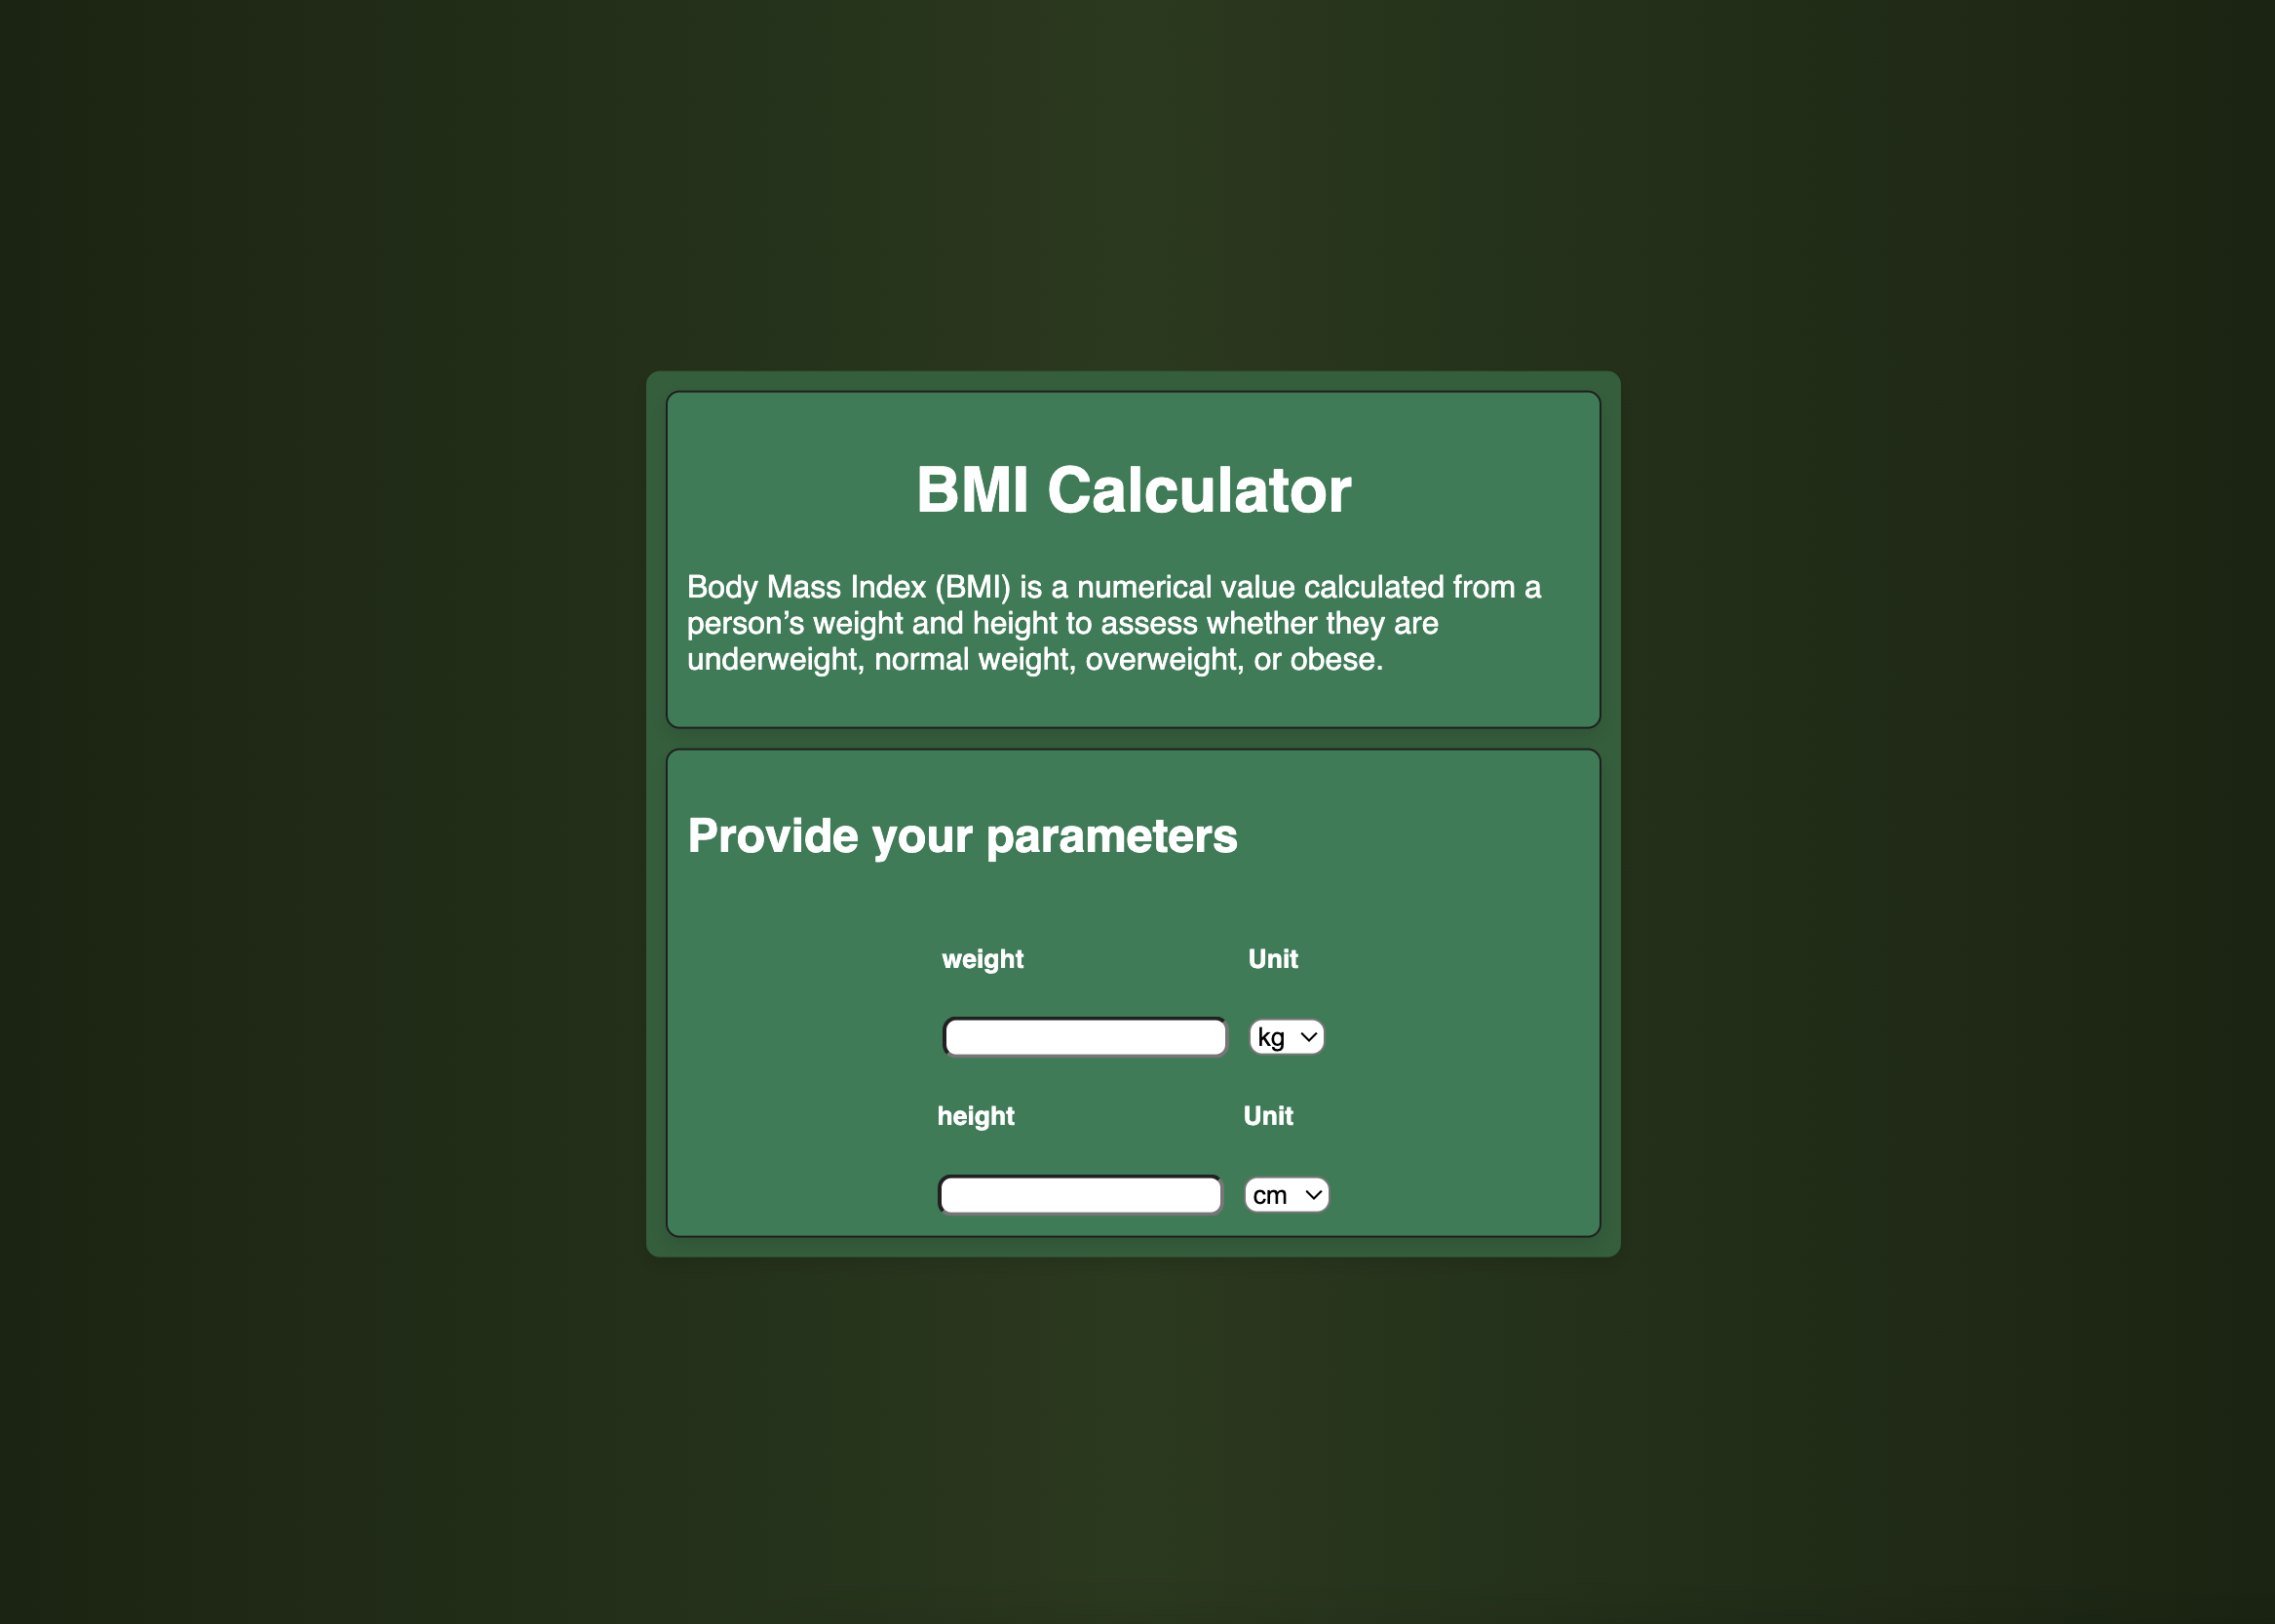 BMI Calculator
Body Mass Index (BMI) is a numerical value calculated from a
person’s weight and height to assess whether they are
underweight, normal weight, overweight, or obese.
Provide your parameters
weight Unit
kg
height Unit
cm